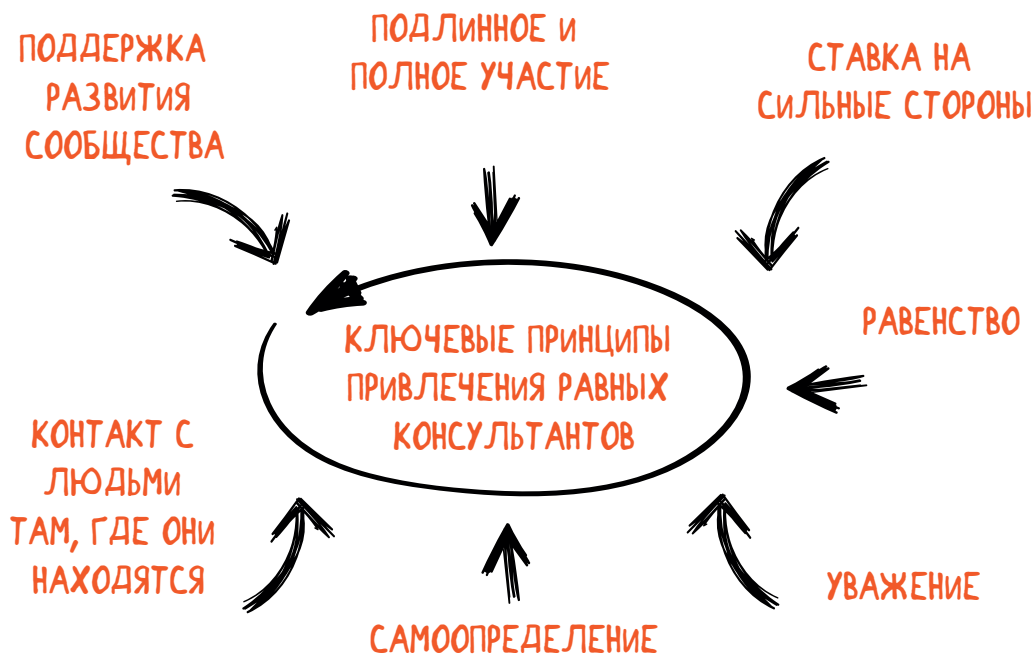 ПОДДЕРЖКА
РАЗВИТИЯ
СООБЩЕСТВА
ПОДЛИННОЕ И
ПОЛНОЕ УЧАСТИЕ
СТАВКА НА
СИЛЬНЫЕ СТОРОНЫ
РАВЕНСТВО
КЛЮЧЕВЫЕ ПРИНЦИПЫ
ПРИВЛЕЧЕНИЯ РАВНЫХ
КОНСУЛЬТАНТОВ
КОНТАКТ С
ЛЮДЬМИ
ТАМ, ГДЕ ОНИ
НАХОДЯТСЯ
САМООПРЕДЕЛЕНИЕ
УВАЖЕНИЕ